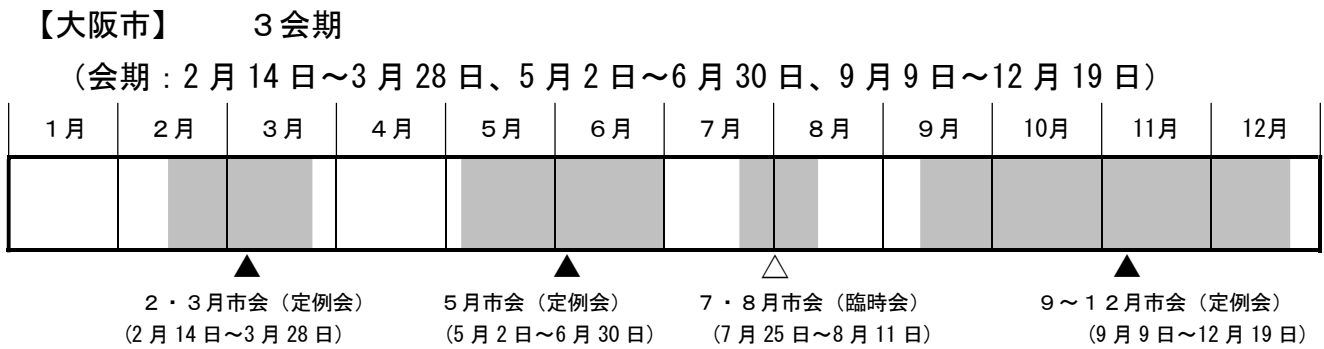 【大阪市】　　３会期
（会期：2 月 14 日～3 月 28 日、5 月 2 日～6 月 30 日、9 月 9 日～12 月 19 日）
１月　２月　３月　４月　５月　６月　７月　８月　９月　10月　11月　12月
▲　▲　△　▲
２・３月市会（定例会）　５月市会（定例会）　７・８月市会（臨時会）　９～１２月市会（定例会）
（2 月 14 日～3 月 28 日）　（5 月 2 日～6 月 30 日）　（7 月 25 日～8 月 11 日）　（9 月 9 日～12 月 19 日）